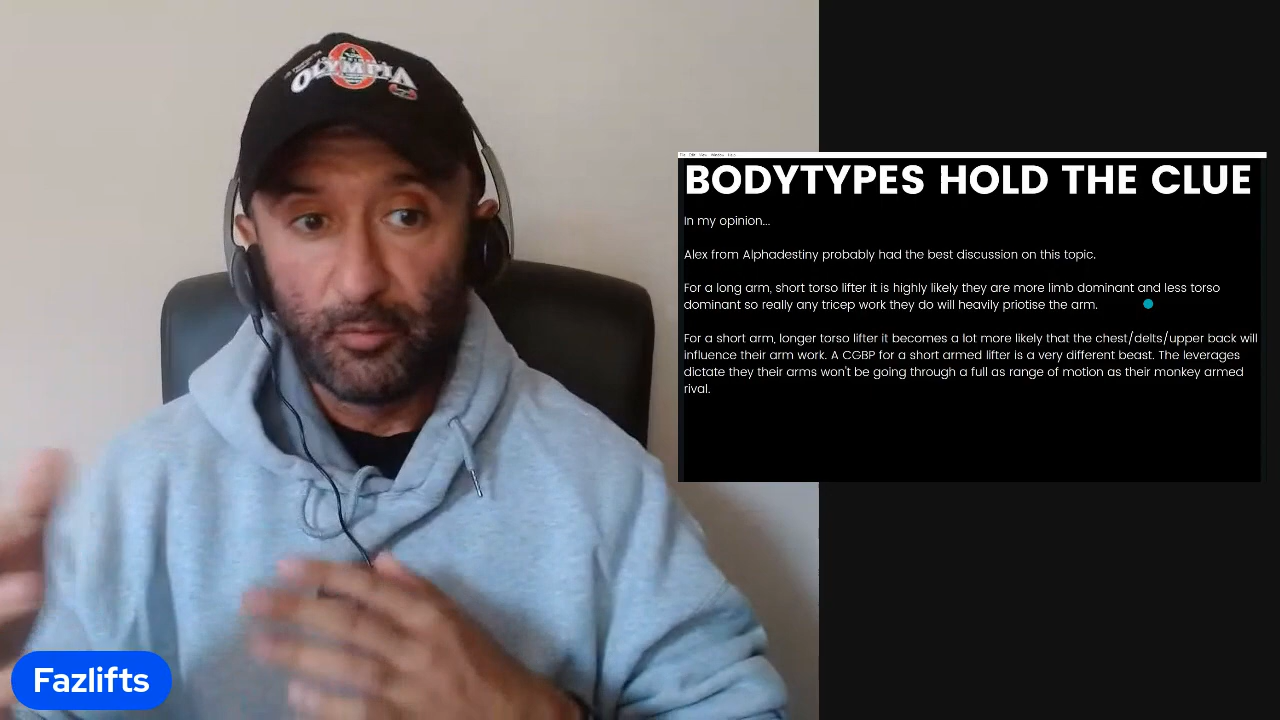 OLYMPIA
File Edit View Window Help
BODYTYPES HOLD THE CLUE
In my opinion...
Alex from Alphadestiny probably had the best discussion on this topic.
For a long arm, short torso lifter it is highly likely they are more limb dominant and less torso
dominant so really any tricep work they do will heavily priotise the arm.
For a short arm, longer torso lifter it becomes a lot more likely that the chest/delts/upper back will
influence their arm work. A CGBP for a short armed lifter is a very different beast. The leverages
dictate they their arms won't be going through a full as range of motion as their monkey armed
rival.
Fazlifts